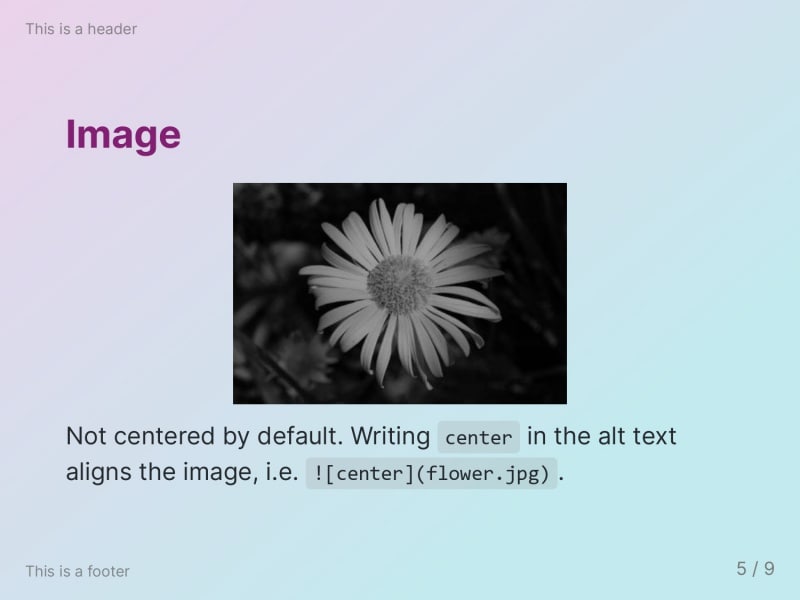 This is a header
Image
Not centered by default. Writing center in the alt text
aligns the image, i.e. ![center](flower.jpg).
This is a footer
5 / 9